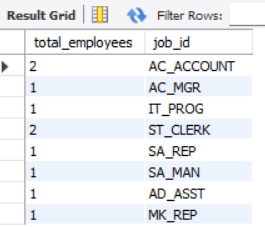 Result Grid Filter Rows:
total_employees job_id
2 AC_ACCOUNT
1 AC_MGR
1 IT_PROG
2 ST_CLERK
1 SA_REP
1 SA_MAN
1 AD_ASST
1 MK_REP